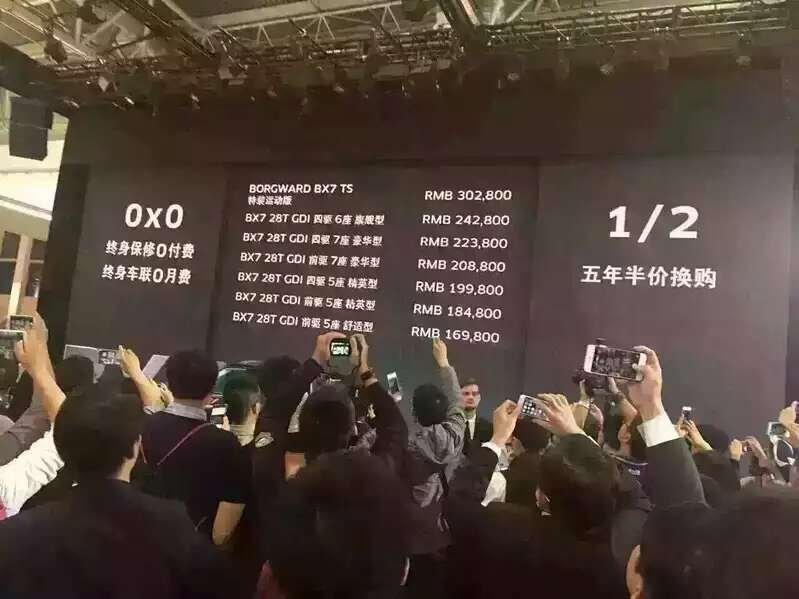 0x0
终身保修0付费
终身车联0月费
BORGWARD BX7 TS RMB 302,800
特装运动版
BX7 28T GDI 四驱 6座 旗舰型 RMB 242,800
BX7 28T GDI 四驱 7座 豪华型 RMB 223,800
BX7 28T GDI 前驱 7座 豪华型 RMB 208,800
BX7 28T GDI 四驱 5座 精英型 RMB 199,800
BX7 28T GDI 前驱 5座 精英型 RMB 184,800
BX7 28T GDI 前驱 5座 舒适型 RMB 169,800
1/2
五年半价换购